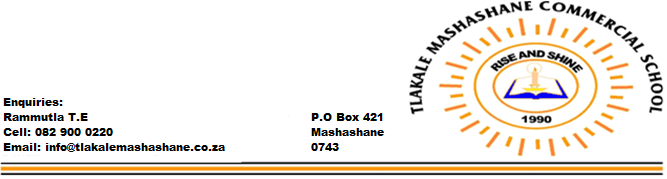 TLAKALE MASHASHANE COMMERCIAL SCHOOL
RISE AND SHINE
1990
Enquiries:
Rammutla T.E
Cell: 082 900 0220
Email: info@tlakalemashashane.co.za
P.O Box 421
Mashashane
0743